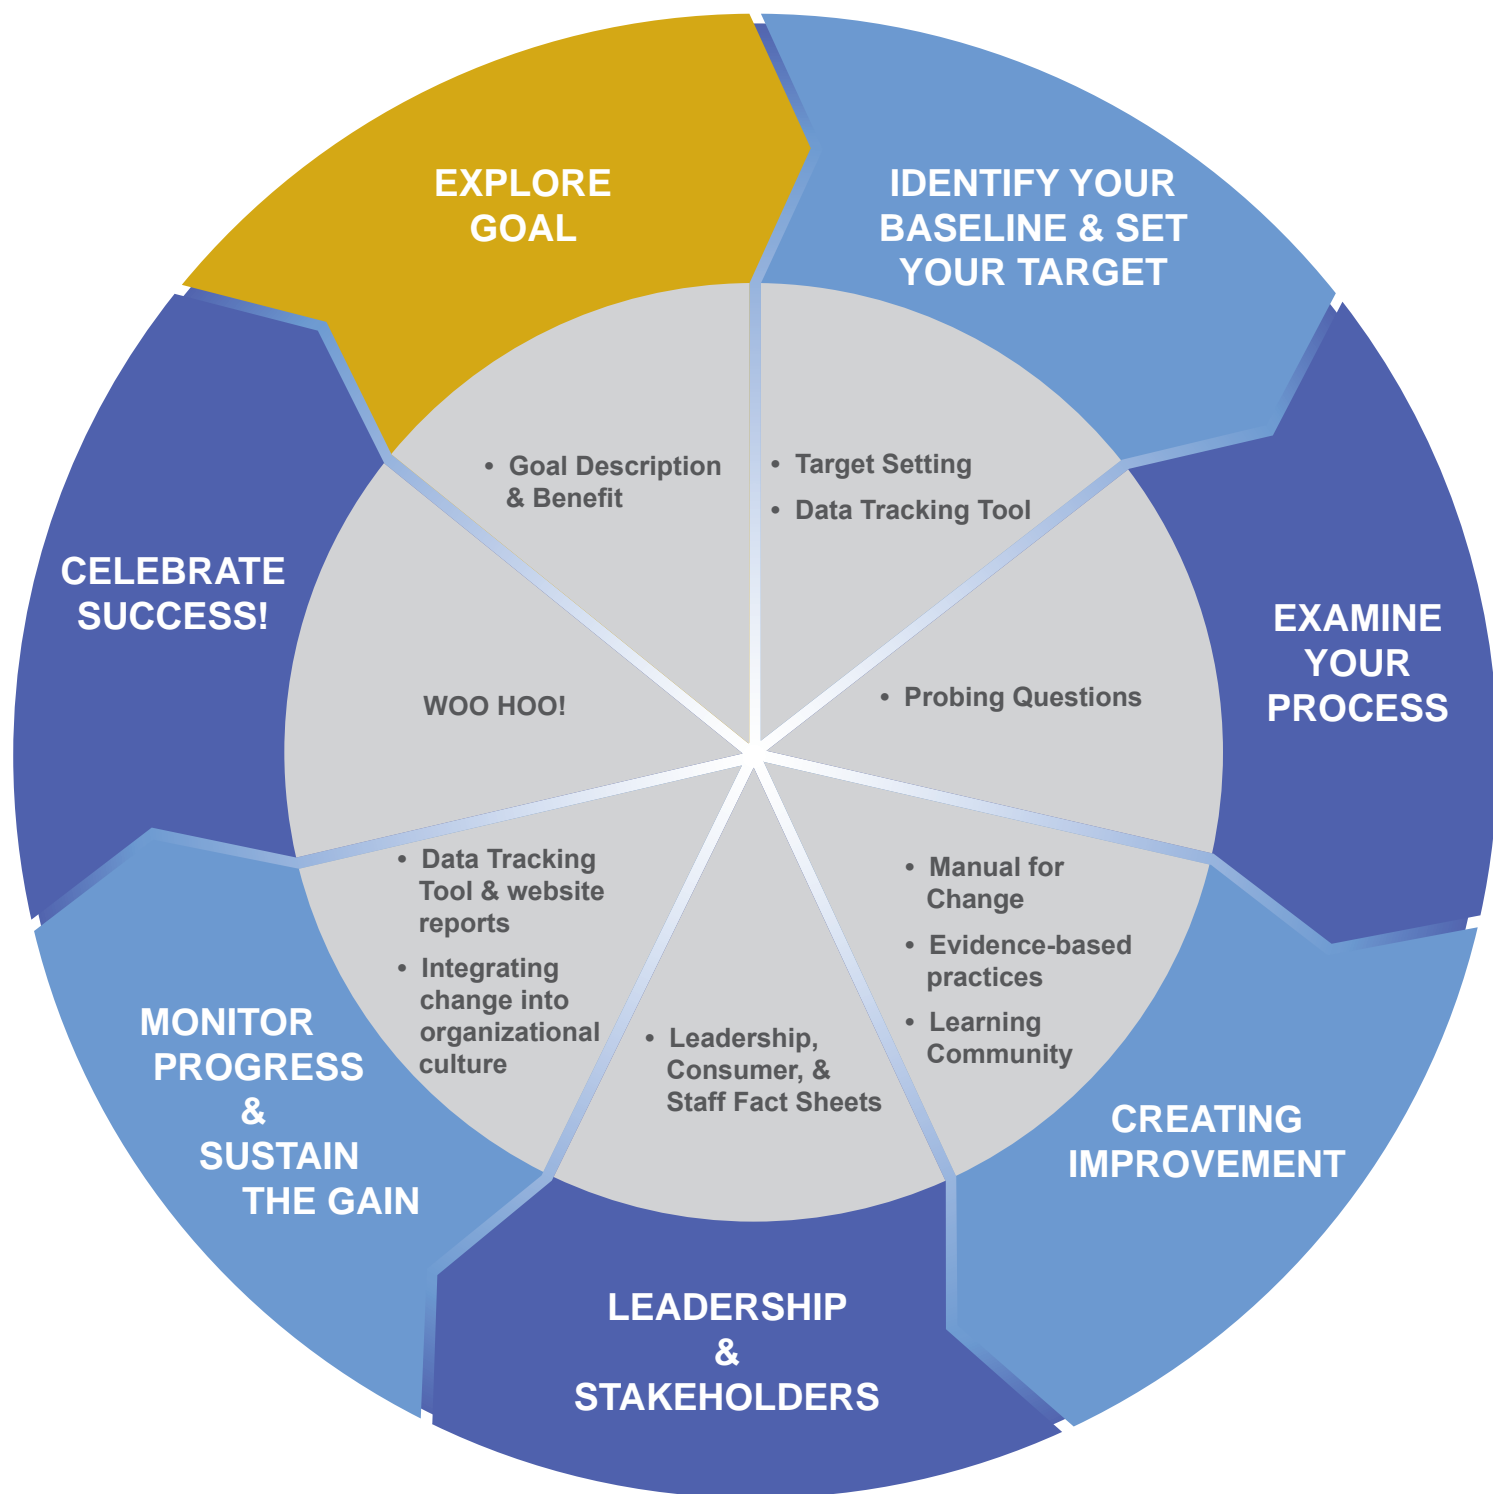 EXPLORE
GOAL
• Goal Description
& Benefit
IDENTIFY YOUR
BASELINE & SET
YOUR TARGET
• Target Setting
• Data Tracking Tool
EXAMINE
YOUR
PROCESS
• Probing Questions
CREATING
IMPROVEMENT
• Manual for
Change
• Evidence-based
practices
• Learning
Community
LEADERSHIP
&
STAKEHOLDERS
• Leadership,
Consumer, &
Staff Fact Sheets
MONITOR
PROGRESS
&
SUSTAIN
THE GAIN
• Data Tracking
Tool & website
reports
• Integrating
change into
organizational
culture
CELEBRATE
SUCCESS!
WOO HOO!